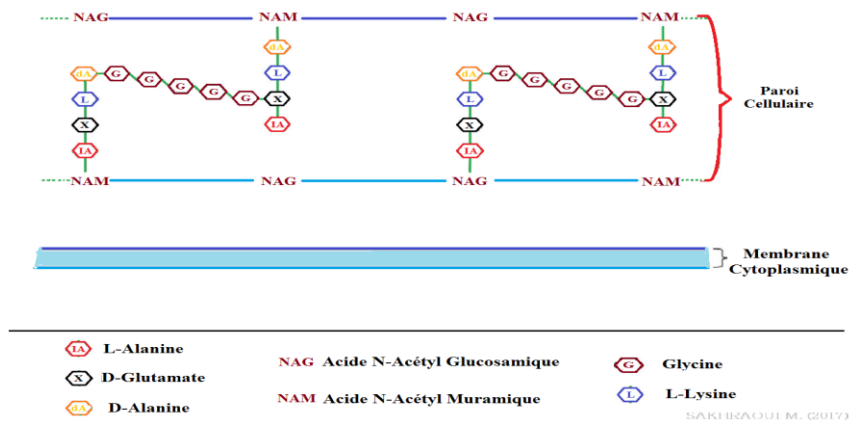 NAG NAM NAG NAM
dA dA
dA G L dA G L
G G
L G X L G X
G G
G G
X lA X lA
lA lA
NAM NAG NAG NAM
Paroi
Cellulaire
Membrane
Cytoplasmique
lA L-Alanine
X D-Glutamate
dA D-Alanine
NAG Acide N-Acétyl Glucosamique
NAM Acide N-Acétyl Muramique
G Glycine
L L-Lysine
SAKHRAOUI M. (2017)